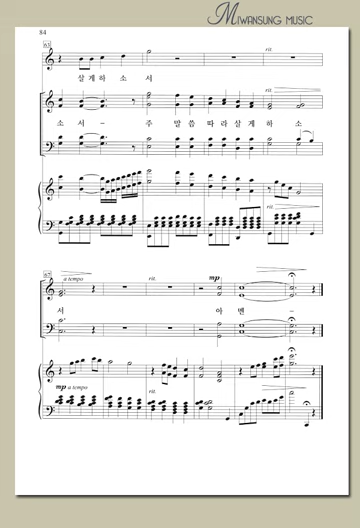 MIWANSUNG MUSIC
84
63
rit.
살게하소서
rit.
소서 - 주 말씀 따라살게하소
67
a tempo
rit.
mp
서 아멘 -
mp a tempo
rit.